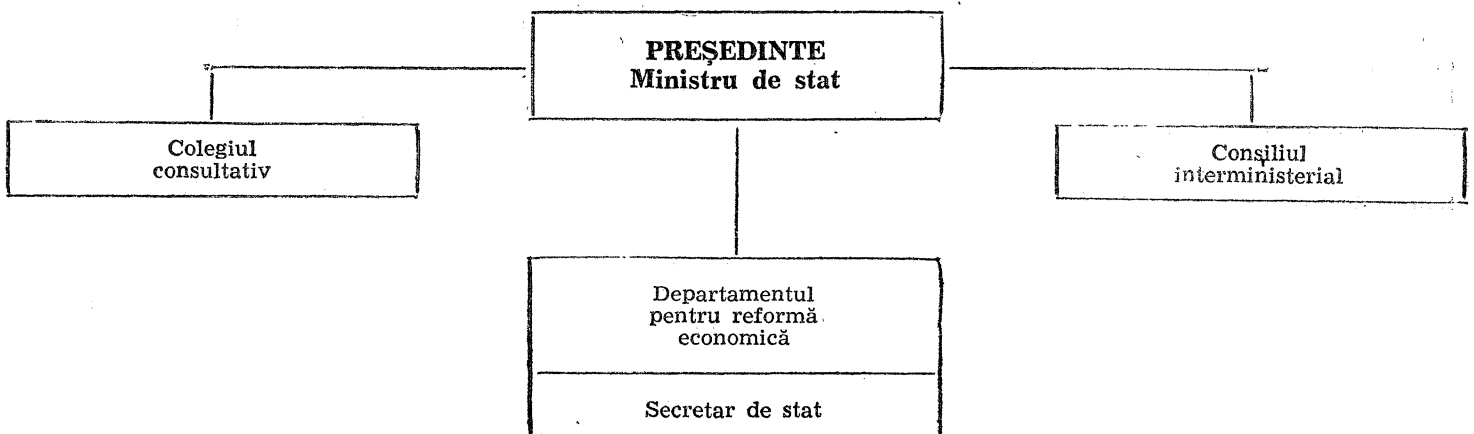 PREȘEDINTE
Ministru de stat
Colegiul
consultativ
Consiliul
interministerial
Departamentul
pentru reformă
economică
Secretar de stat